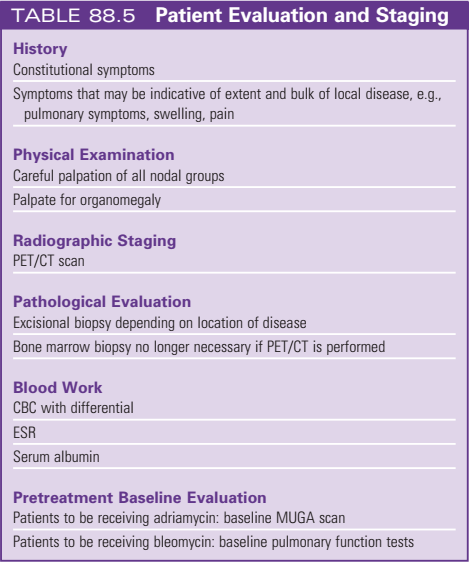 TABLE 88.5 Patient Evaluation and Staging
History
Constitutional symptoms
Symptoms that may be indicative of extent and bulk of local disease, e.g.,
pulmonary symptoms, swelling, pain
Physical Examination
Careful palpation of all nodal groups
Palpate for organomegaly
Radiographic Staging
PET/CT scan
Pathological Evaluation
Excisional biopsy depending on location of disease
Bone marrow biopsy no longer necessary if PET/CT is performed
Blood Work
CBC with differential
ESR
Serum albumin
Pretreatment Baseline Evaluation
Patients to be receiving adriamycin: baseline MUGA scan
Patients to be receiving bleomycin: baseline pulmonary function tests